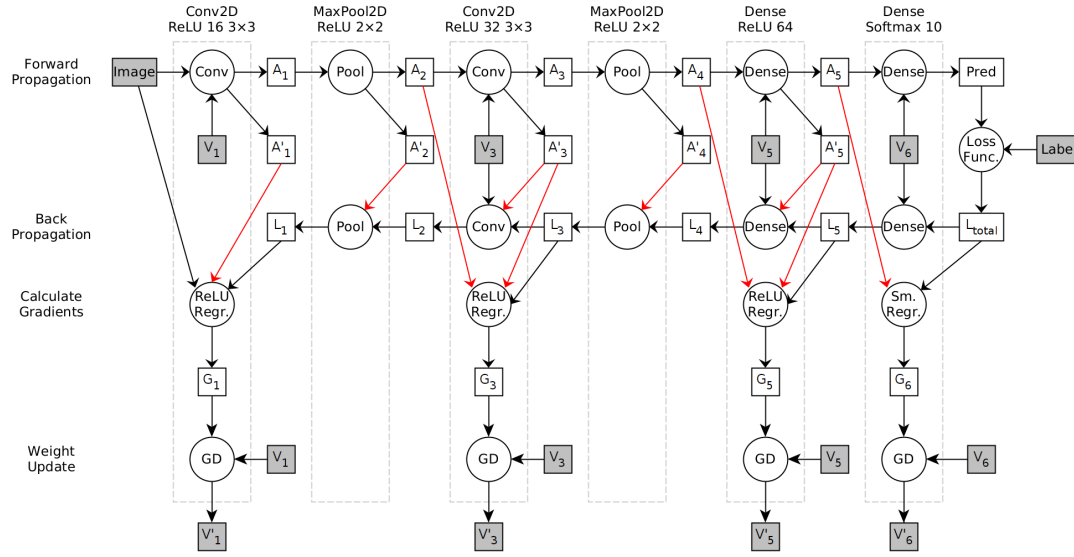 Conv2D
ReLU 16 3×3
MaxPool2D
ReLU 2×2
Conv2D
ReLU 32 3×3
MaxPool2D
ReLU 2×2
Dense
ReLU 64
Dense
Softmax 10
Forward
Propagation
Image
Conv
A1
Pool
A2
Conv
A3
Pool
A4
Dense
A5
Dense
Pred
V1
A'1
A'2
V3
A'3
A'4
V5
A'5
V6
Loss
Func.
Label
Back
Propagation
L1
Pool
L2
Conv
L3
Pool
L4
Dense
L5
Dense
Ltotal
Calculate
Gradients
ReLU
Regr.
ReLU
Regr.
ReLU
Regr.
Sm.
Regr.
G1
G3
G5
G6
Weight
Update
GD
V1
GD
V3
GD
V5
GD
V6
V'1
V'3
V'5
V'6